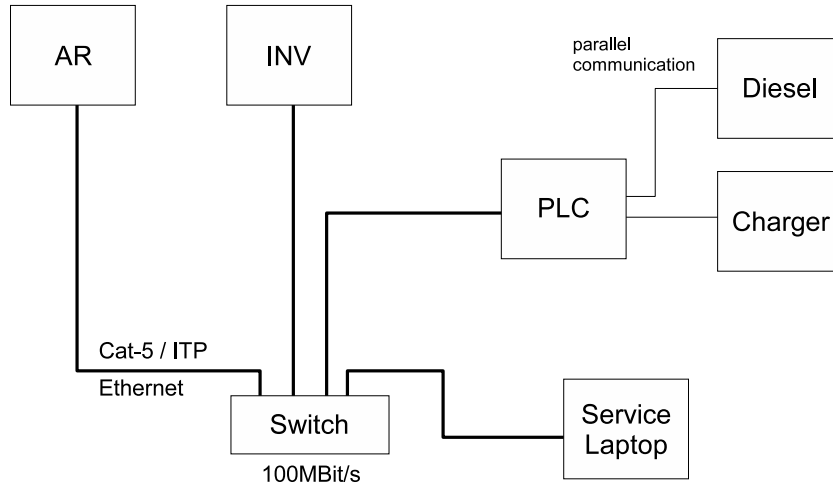 AR
INV
parallel
communication
Diesel
PLC
Charger
Cat-5 / ITP
Ethernet
Switch
100MBit/s
Service
Laptop